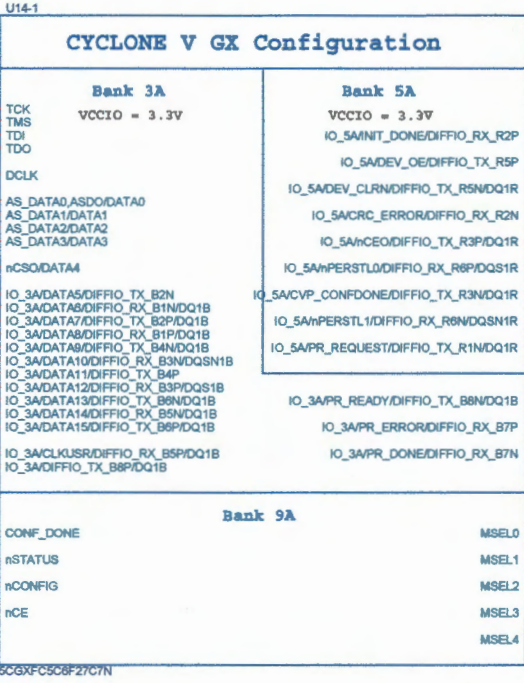 U14-1
CYCLONE V GX Configuration
Bank 3A
VCCIO = 3.3V
TCK
TMS
TDI
TDO
DCLK
AS_DATA0,ASDO/DATA0
AS_DATA1/DATA1
AS_DATA2/DATA2
AS_DATA3/DATA3
nCSO/DATA4
IO_3A/DATA5/DIFFIO_TX_B2N
IO_3A/DATA6/DIFFIO_RX_B1N/DQ1B
IO_3A/DATA7/DIFFIO_TX_B2P/DQ1B
IO_3A/DATA8/DIFFIO_RX_B1P/DQ1B
IO_3A/DATA9/DIFFIO_TX_B4N/DQ1B
IO_3A/DATA10/DIFFIO_RX_B3N/DQSN1B
IO_3A/DATA11/DIFFIO_TX_B4P
IO_3A/DATA12/DIFFIO_RX_B3P/DQS1B
IO_3A/DATA13/DIFFIO_TX_B6N/DQ1B
IO_3A/DATA14/DIFFIO_RX_B5N/DQ1B
IO_3A/DATA15/DIFFIO_TX_B6P/DQ1B
IO_3A/CLKUSR/DIFFIO_RX_B5P/DQ1B
IO_3A/DIFFIO_TX_B8P/DQ1B
Bank 5A
VCCIO = 3.3V
IO_5A/INIT_DONE/DIFFIO_RX_R2P
IO_5A/DEV_OE/DIFFIO_TX_R5P
IO_5A/DEV_CLRN/DIFFIO_TX_R5N/DQ1R
IO_5A/CRC_ERROR/DIFFIO_RX_R2N
IO_5A/nCEO/DIFFIO_TX_R3P/DQ1R
IO_5A/nPERSTL0/DIFFIO_RX_R6P/DQS1R
IO_5A/CVP_CONFDONE/DIFFIO_TX_R3N/DQ1R
IO_5A/nPERSTL1/DIFFIO_RX_R6N/DQSN1R
IO_5A/PR_REQUEST/DIFFIO_TX_R1N/DQ1R
IO_3A/PR_READY/DIFFIO_TX_B8N/DQ1B
IO_3A/PR_ERROR/DIFFIO_RX_B7P
IO_3A/PR_DONE/DIFFIO_RX_B7N
Bank 9A
CONF_DONE
nSTATUS
nCONFIG
nCE
MSEL0
MSEL1
MSEL2
MSEL3
MSEL4
5CGXFC5C6F27C7N